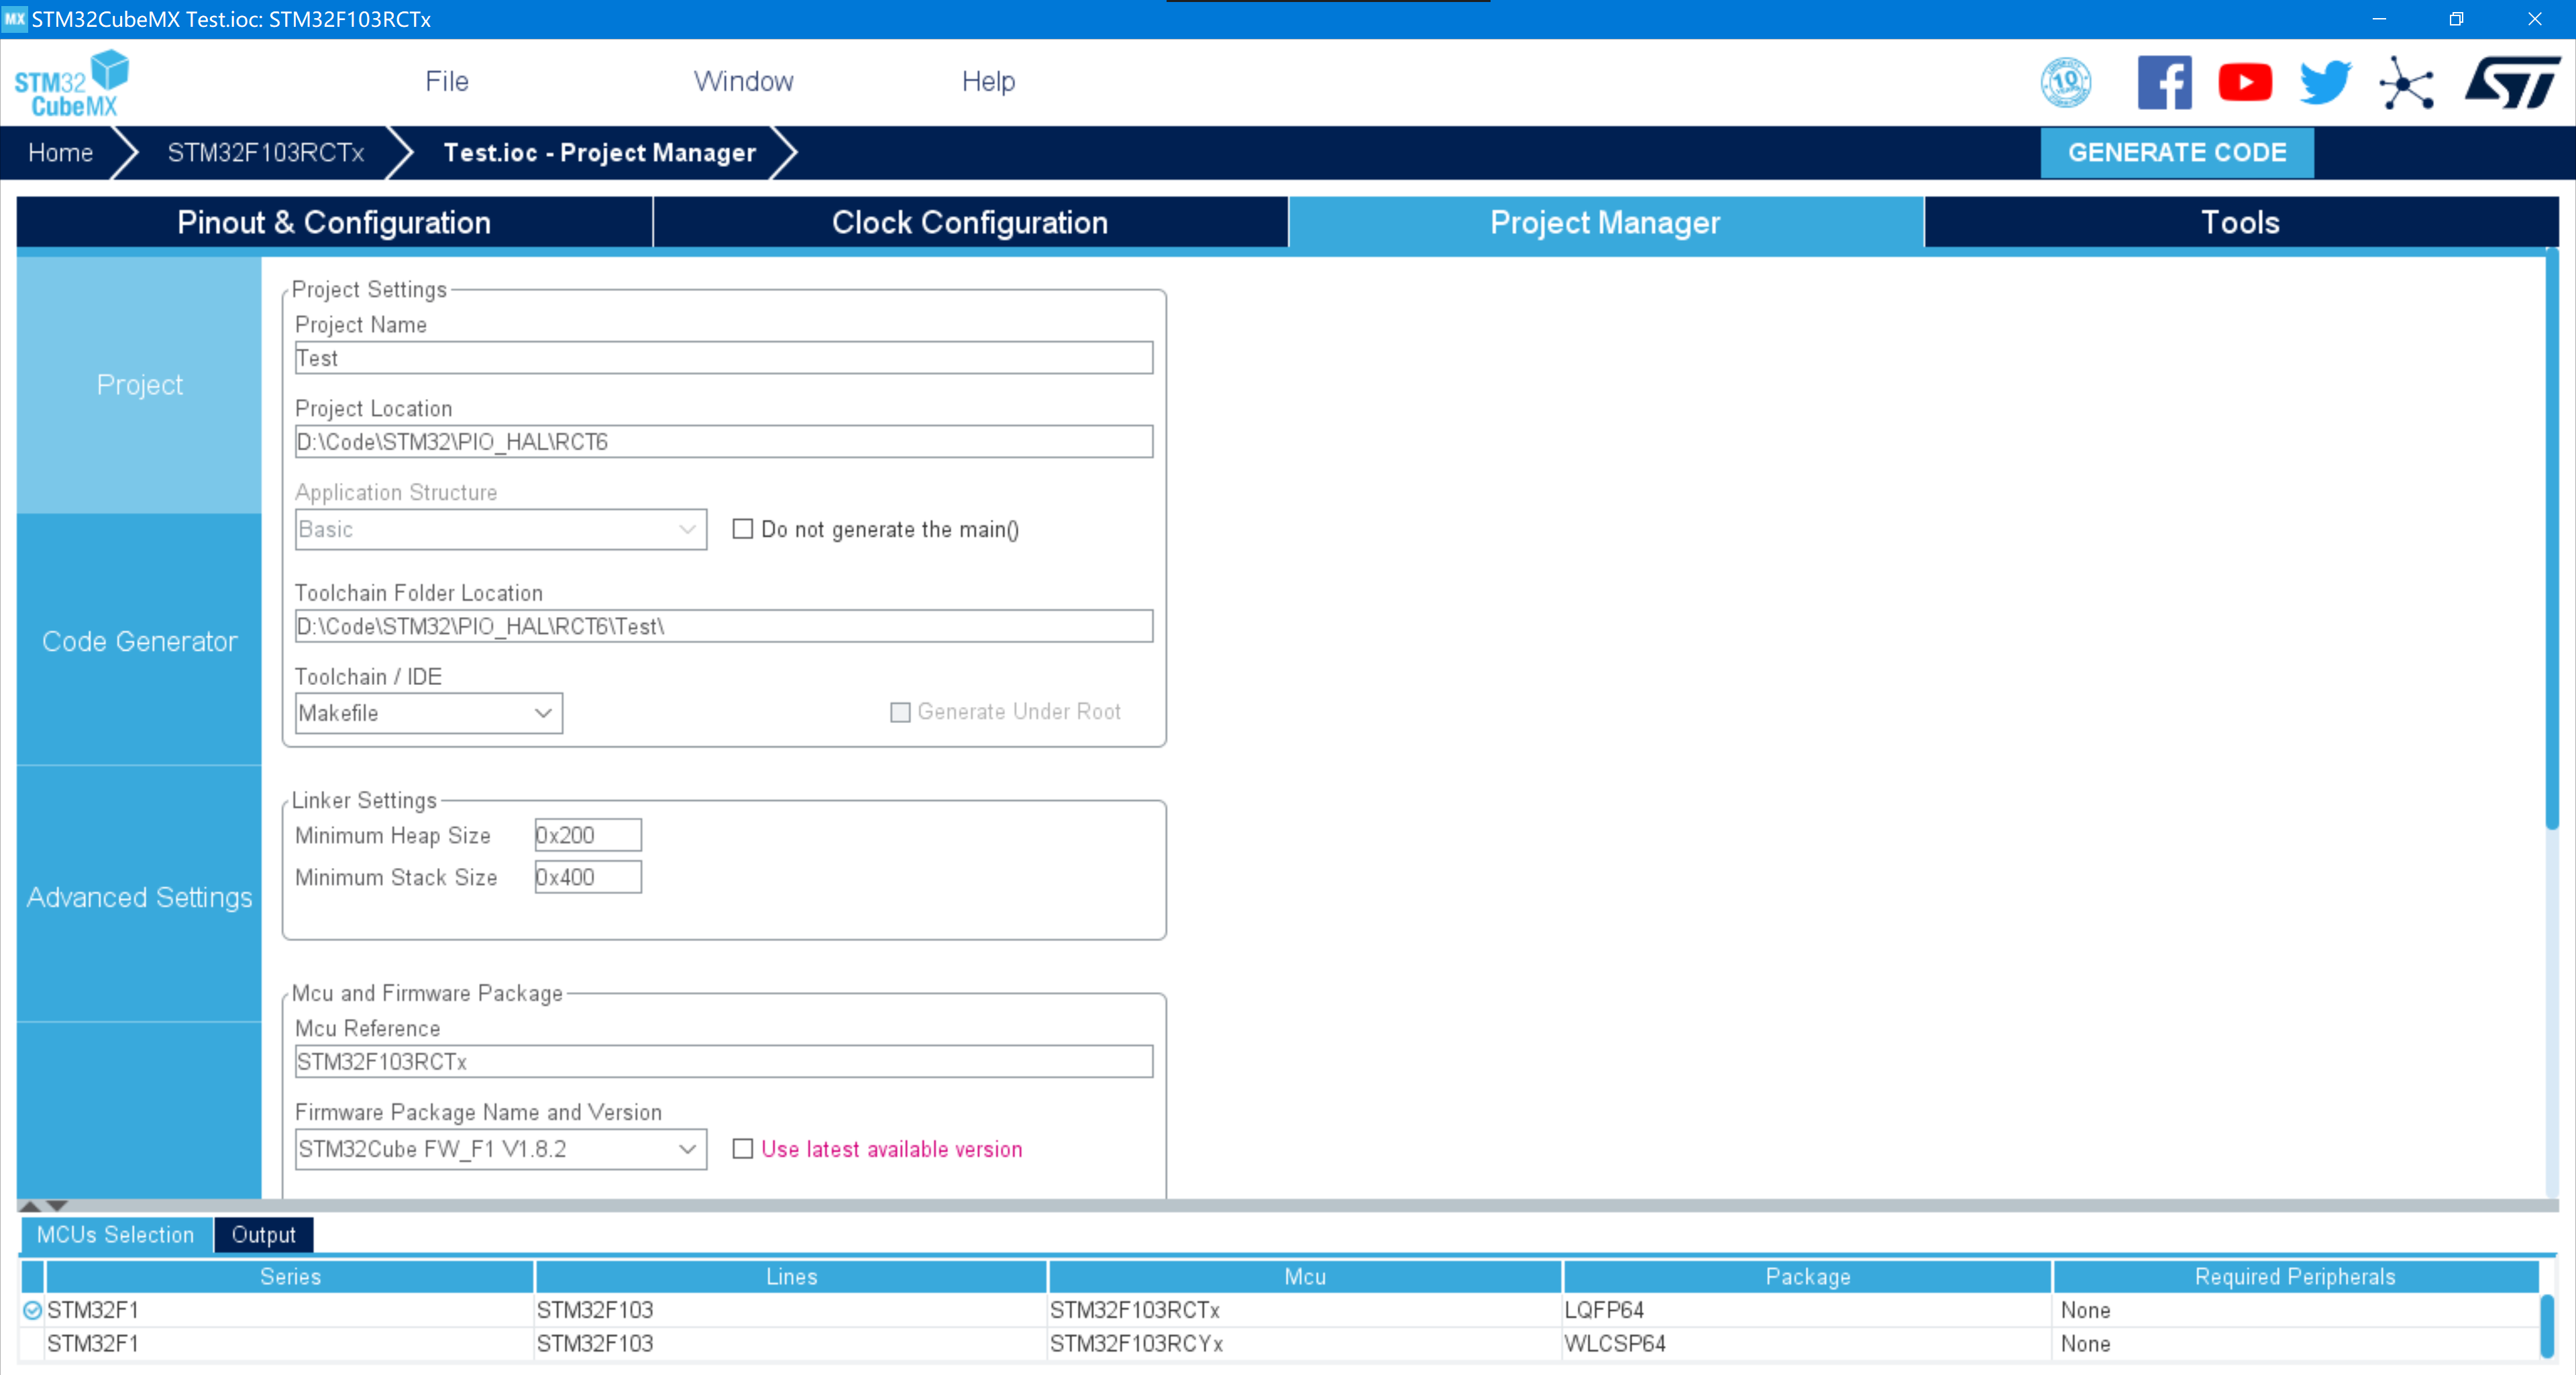 MX STM32CubeMX Test.ioc: STM32F103RCTx
STM32
CubeMX
File Window Help
10
Home STM32F103RCTx Test.ioc - Project Manager GENERATE CODE
Pinout & Configuration Clock Configuration Project Manager Tools
Project
Code Generator
Advanced Settings
Project Settings
Project Name
Test
Project Location
D:\Code\STM32\PIO_HAL\RCT6
Application Structure
Basic Do not generate the main()
Toolchain Folder Location
D:\Code\STM32\PIO_HAL\RCT6\Test\
Toolchain / IDE
Makefile Generate Under Root
Linker Settings
Minimum Heap Size 0x200
Minimum Stack Size 0x400
Mcu and Firmware Package
Mcu Reference
STM32F103RCTx
Firmware Package Name and Version
STM32Cube FW_F1 V1.8.2 Use latest available version
MCUs Selection Output
Series Lines Mcu Package Required Peripherals
STM32F1 STM32F103 STM32F103RCTx LQFP64 None
STM32F1 STM32F103 STM32F103RCYx WLCSP64 None